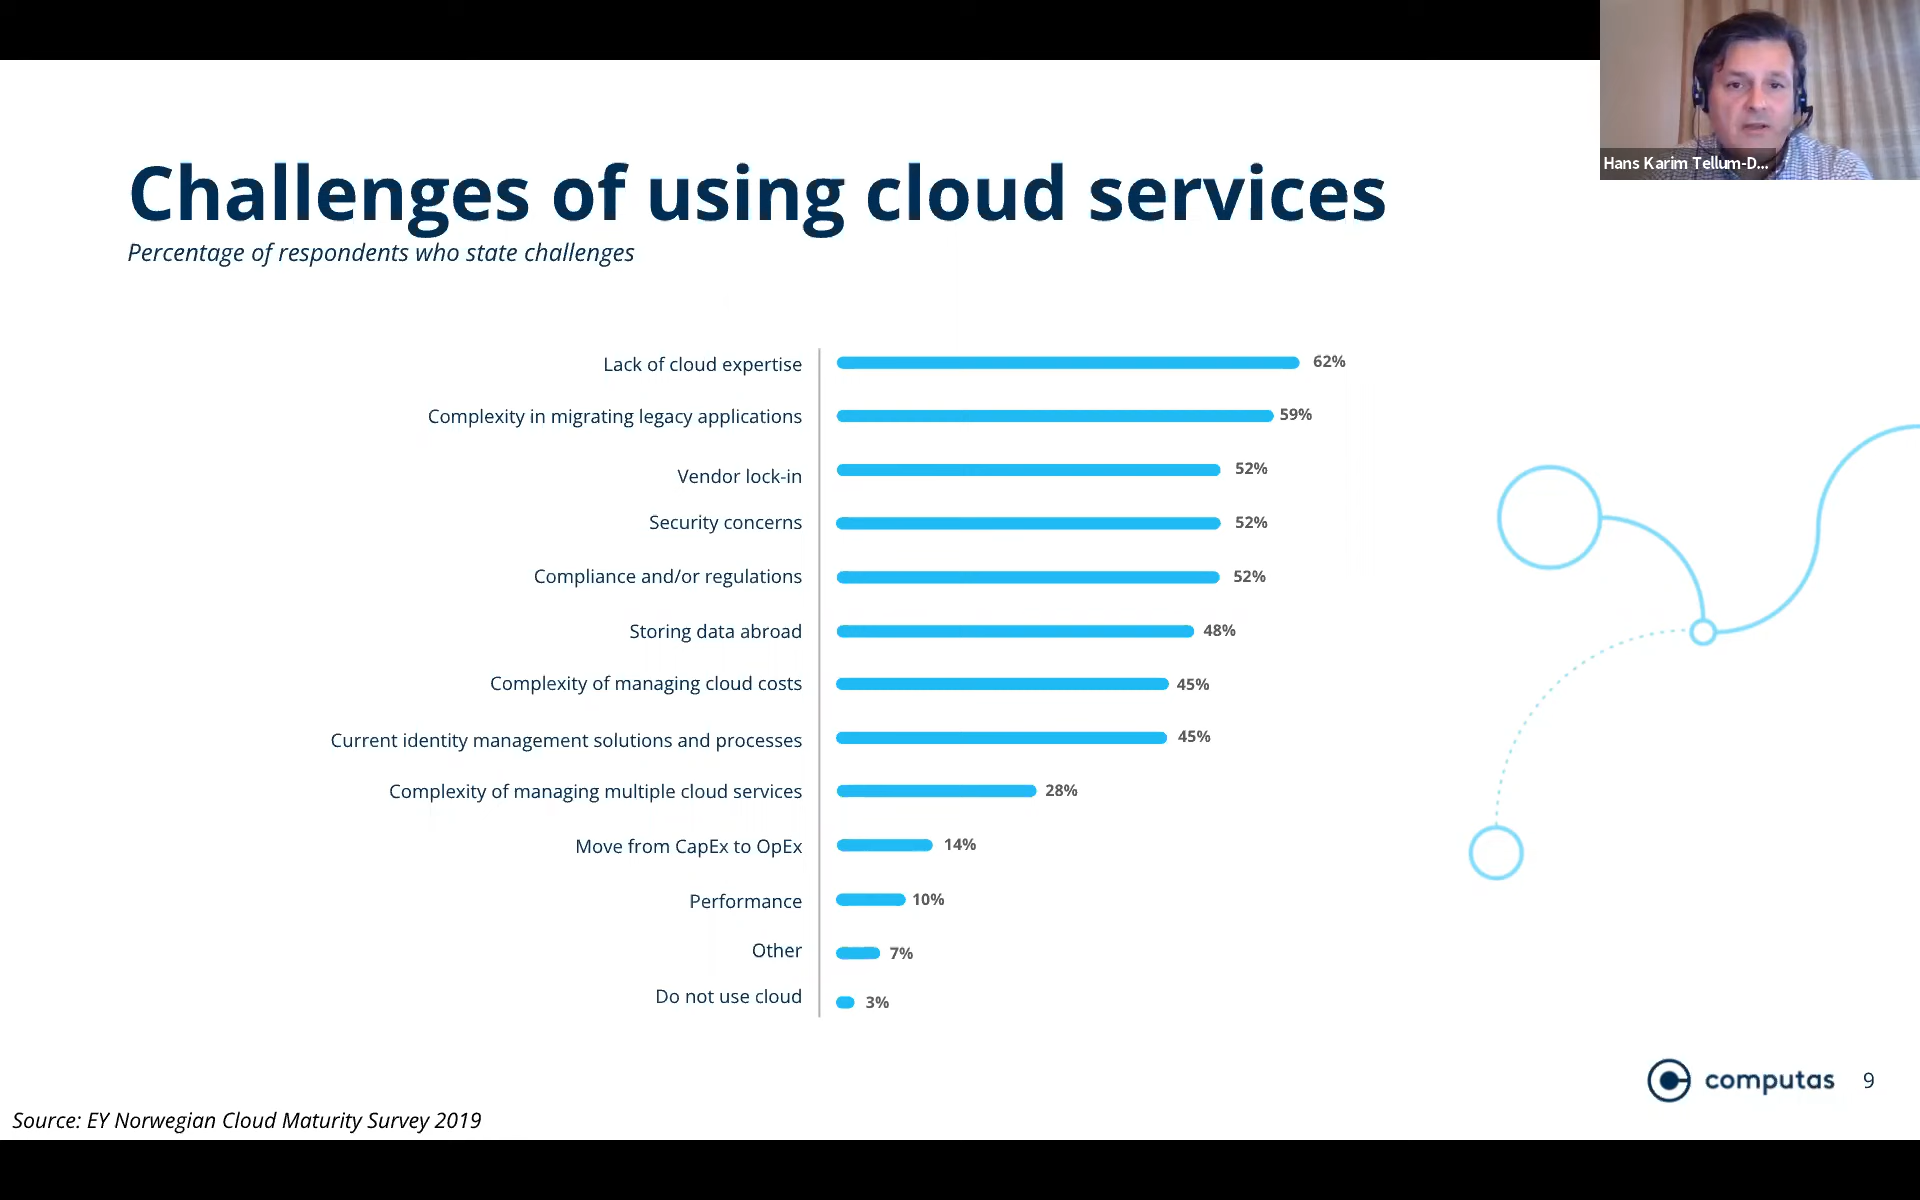 Hans Karim Tellum-D...
Challenges of using cloud services
Percentage of respondents who state challenges
Lack of cloud expertise 62%
Complexity in migrating legacy applications 59%
Vendor lock-in 52%
Security concerns 52%
Compliance and/or regulations 52%
Storing data abroad 48%
Complexity of managing cloud costs 45%
Current identity management solutions and processes 45%
Complexity of managing multiple cloud services 28%
Move from CapEx to OpEx 14%
Performance 10%
Other 7%
Do not use cloud 3%
computas 9
Source: EY Norwegian Cloud Maturity Survey 2019